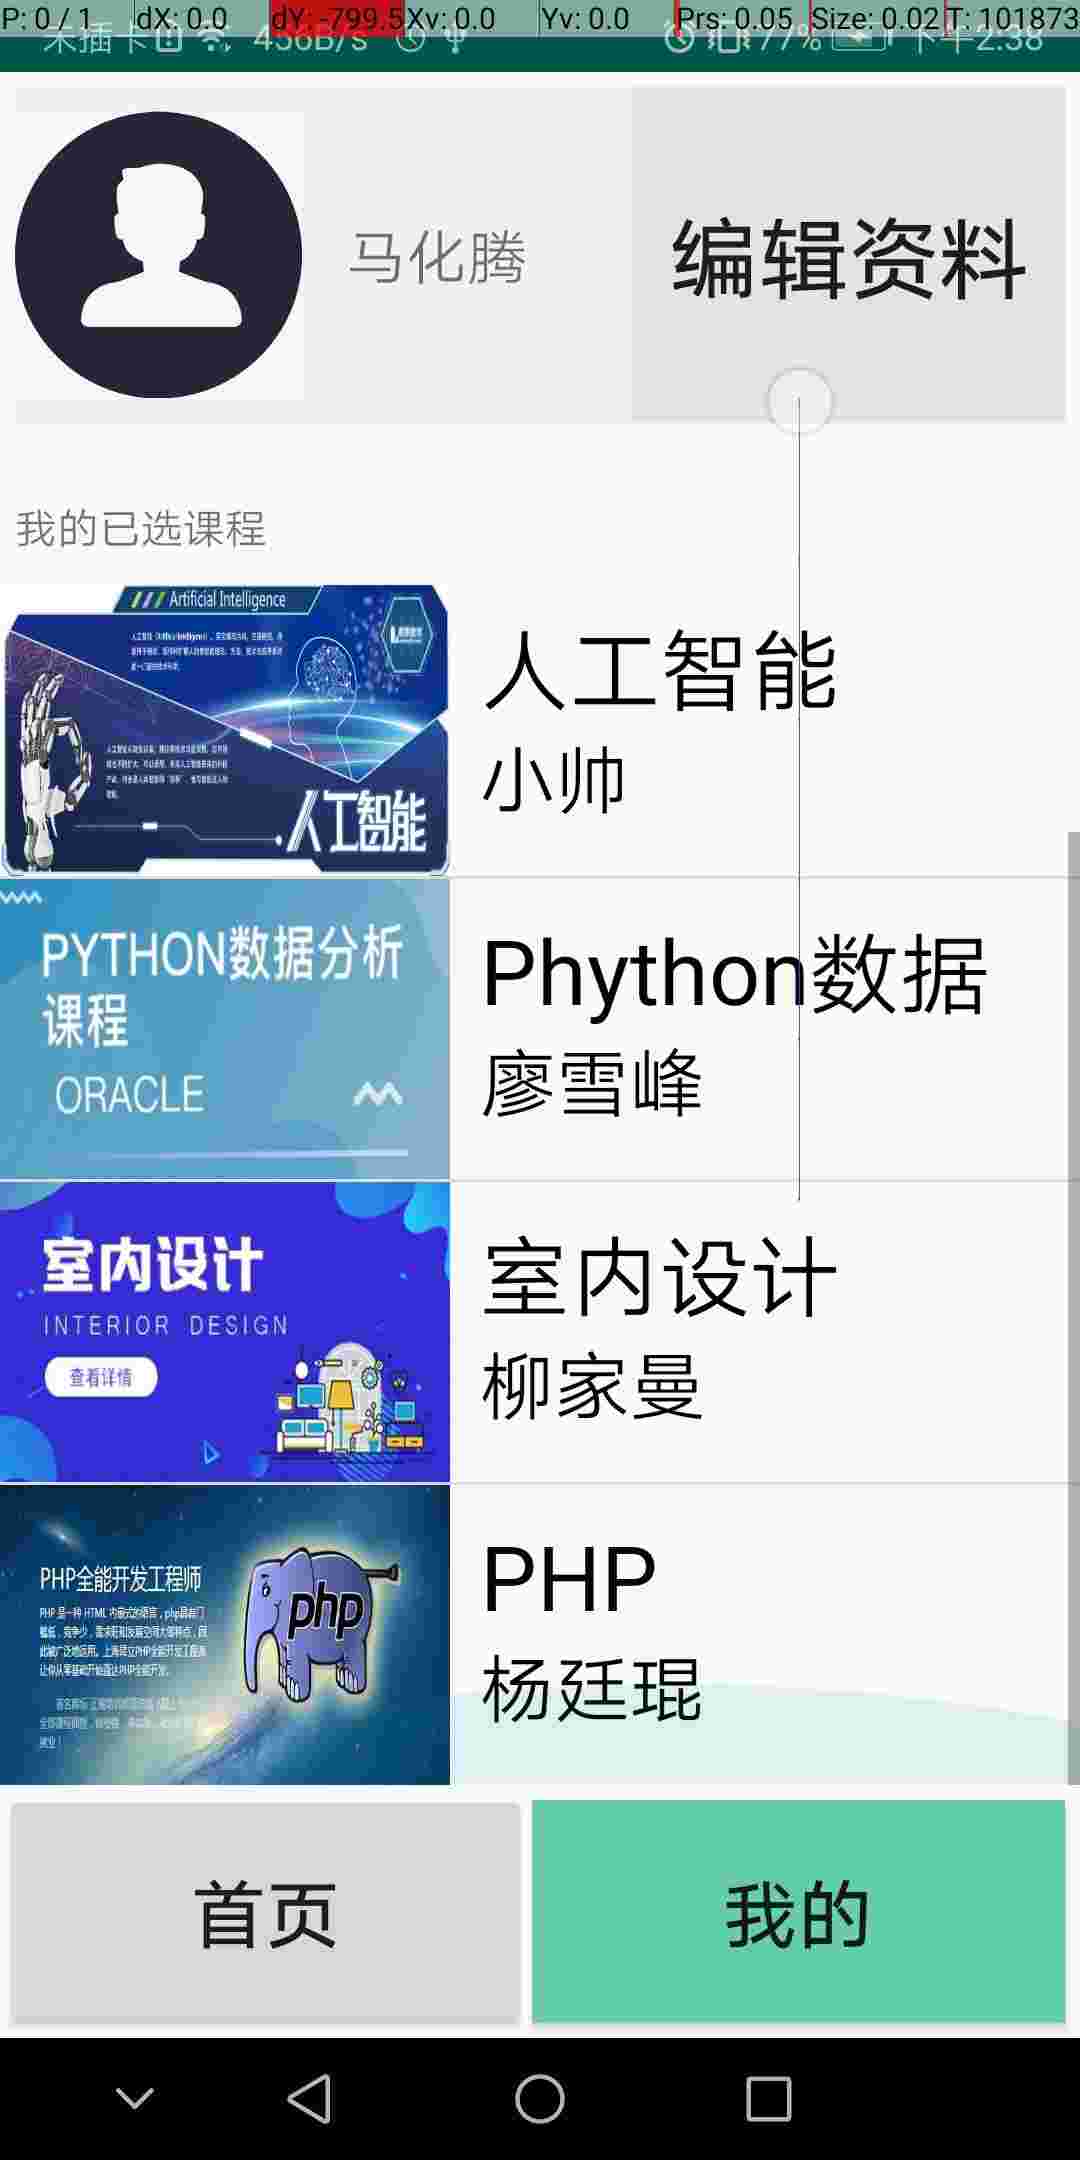 P: 0 / 1 dX: 0.0 dY: -799.5 Xv: 0.0 Yv: 0.0 Prs: 0.05 Size: 0.02 T: 101873
未插卡 456B/s 77% 下午2:38
马化腾
编辑资料
我的已选课程
Artificial Intelligence
人工智能
人工智能
小帅
PYTHON数据分析
课程
ORACLE
Phython数据
廖雪峰
室内设计
INTERIOR DESIGN
查看详情
室内设计
柳家曼
PHP全能开发工程师
php
PHP
杨廷琨
首页
我的